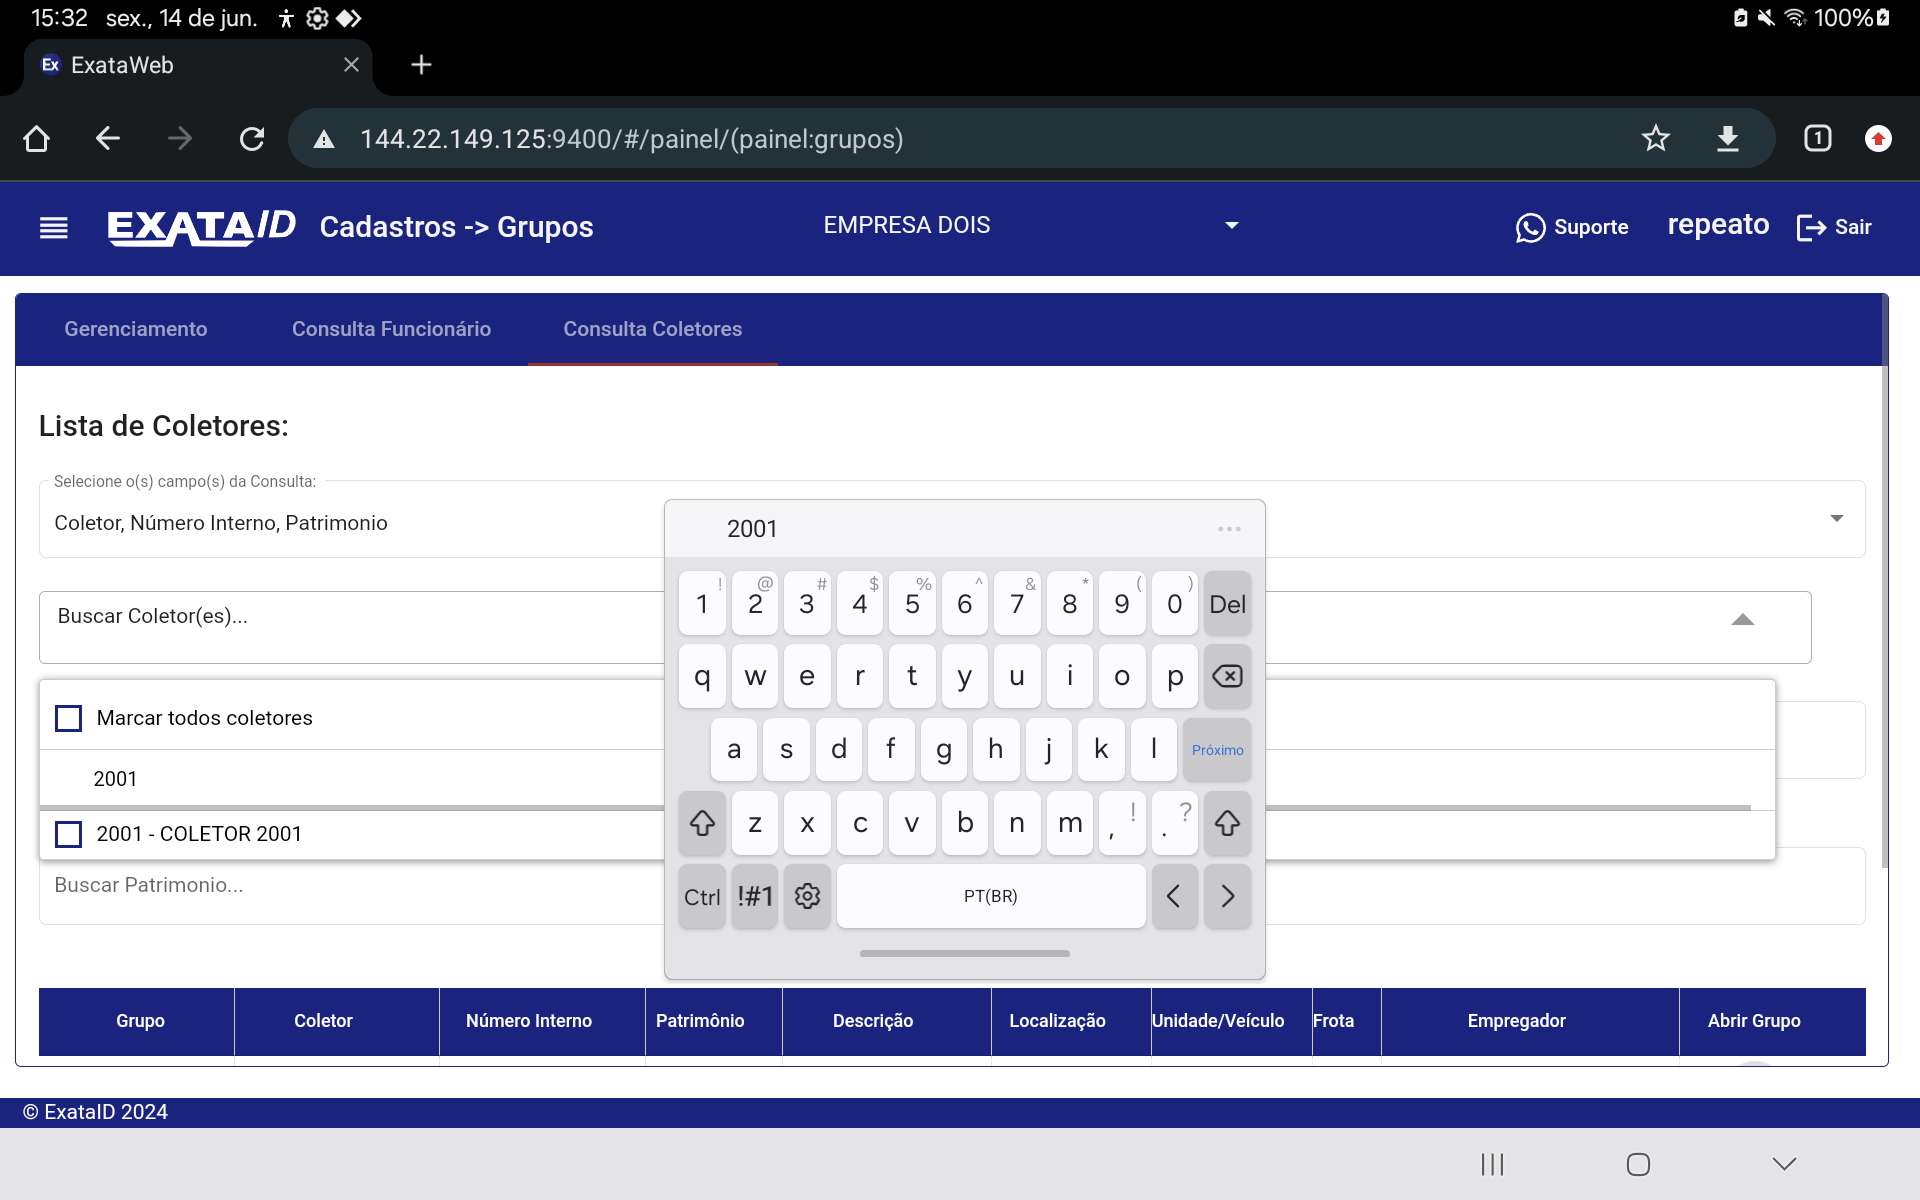 15:32 sex., 14 de jun. 100%
Ex ExataWeb
144.22.149.125:9400/#/painel/(painel:grupos) 1
EXATAID Cadastros -> Grupos EMPRESA DOIS Suporte repeato Sair
Gerenciamento Consulta Funcionário Consulta Coletores
Lista de Coletores:
Selecione o(s) campo(s) da Consulta:
Coletor, Número Interno, Patrimonio
Buscar Coletor(es)...
Marcar todos coletores
2001
2001 - COLETOR 2001
Buscar Patrimonio...
2001 ...
! @ # $ % ^ & * ( )
1 2 3 4 5 6 7 8 9 0 Del
q w e r t y u i o p
a s d f g h j k l Próximo
z x c v b n m , ! . ?
Ctrl !#1 PT(BR) < >
Grupo Coletor Número Interno Patrimônio Descrição Localização Unidade/Veículo Frota Empregador Abrir Grupo
© ExataID 2024